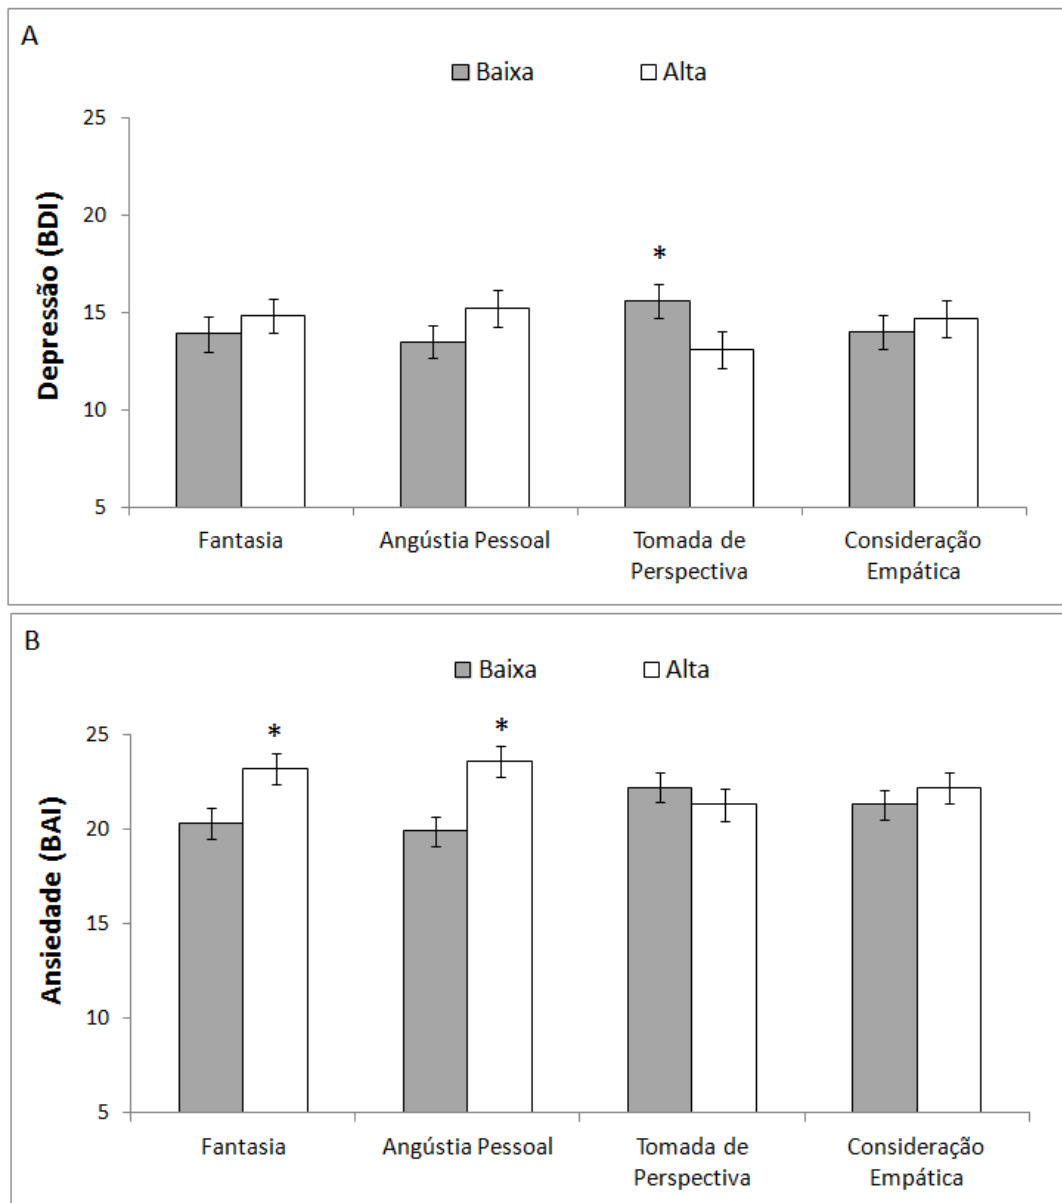 A
Baixa Alta
25
20
15
10
5
Depressão (BDI)
*
Fantasia Angústia Pessoal Tomada de Consideração
Perspectiva Empática
B
Baixa Alta
25
20
15
10
5
Ansiedade (BAI)
* *
Fantasia Angústia Pessoal Tomada de Consideração
Perspectiva Empática